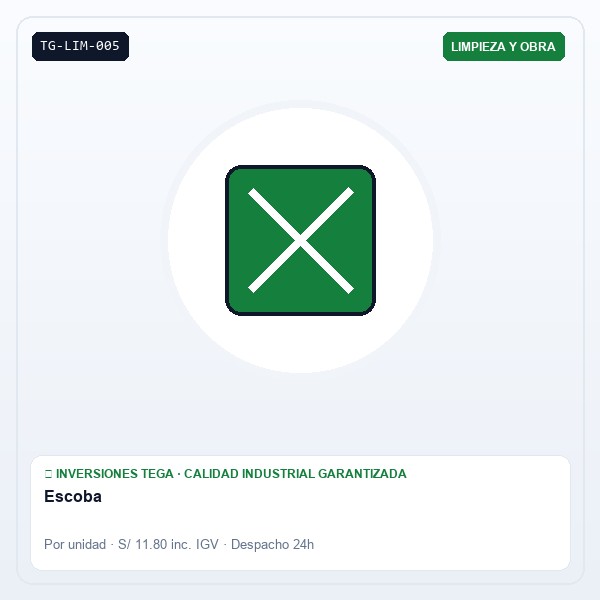 TG-LIM-005
LIMPIEZA Y OBRA
INVERSIONES TEGA · CALIDAD INDUSTRIAL GARANTIZADA
Escoba
Por unidad · S/ 11.80 inc. IGV · Despacho 24h